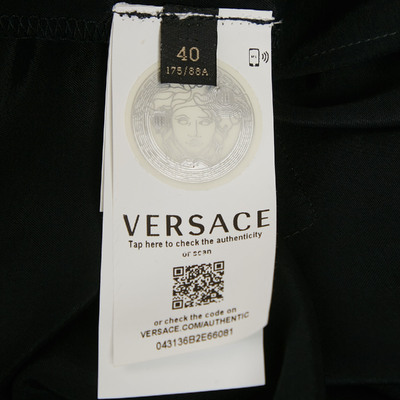 40
175/88A
VERSACE
Tap here to check the authenticity
or scan
or check the code on
VERSACE.COM/AUTHENTIC
043136B2E660B1